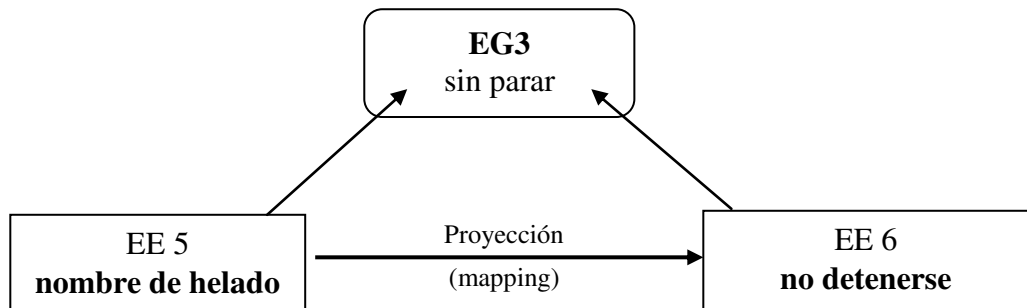 EG3
sin parar
EE 5
nombre de helado
Proyección
(mapping)
EE 6
no detenerse